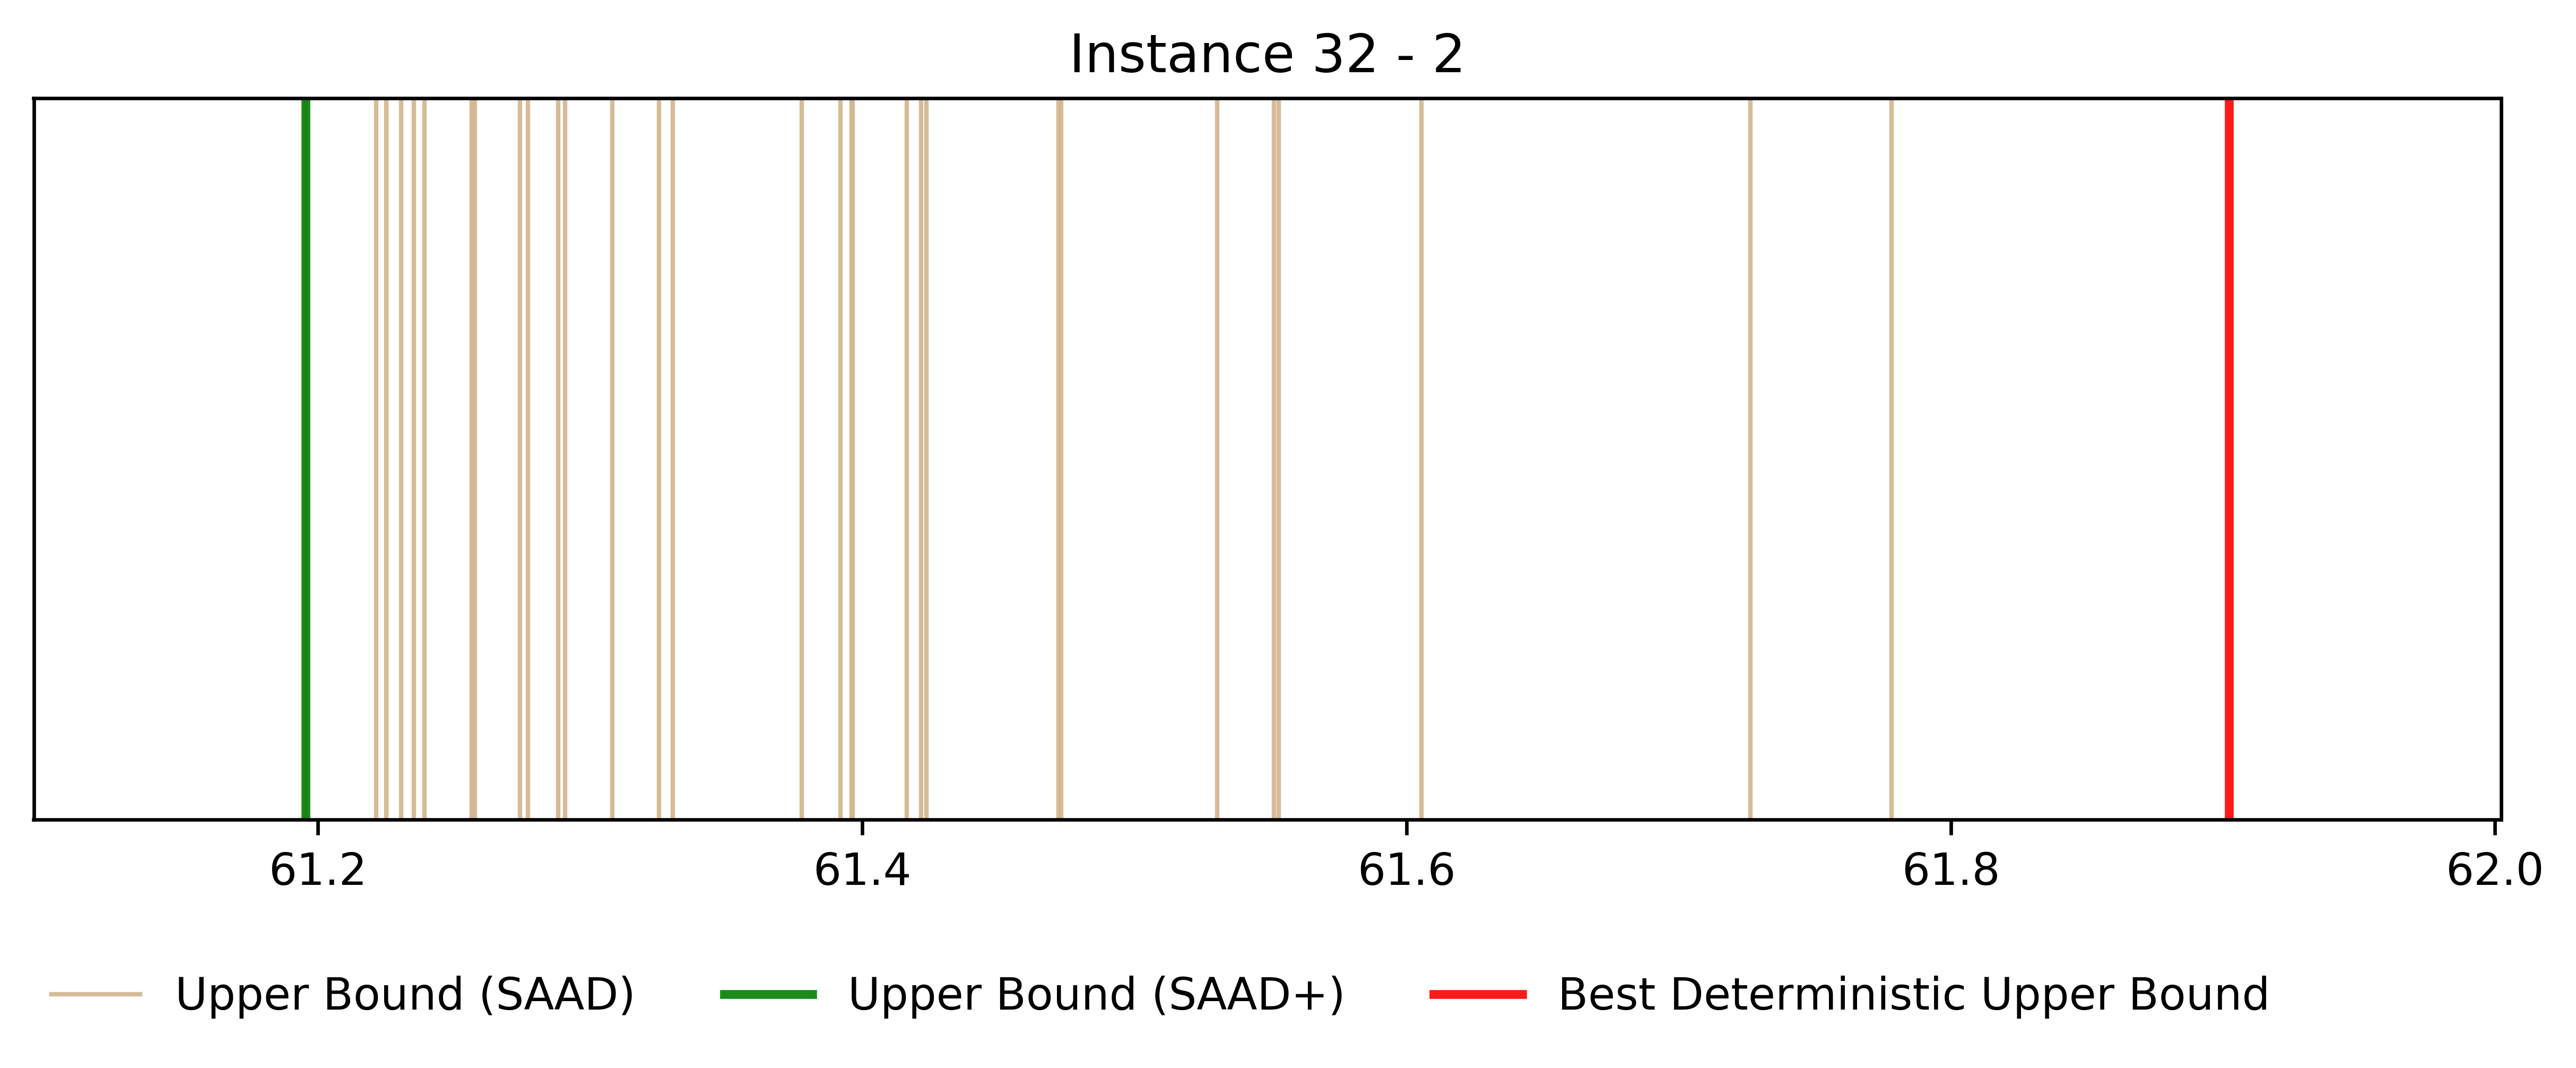 Instance 32 - 2
61.2 61.4 61.6 61.8 62.0
Upper Bound (SAAD) Upper Bound (SAAD+) Best Deterministic Upper Bound